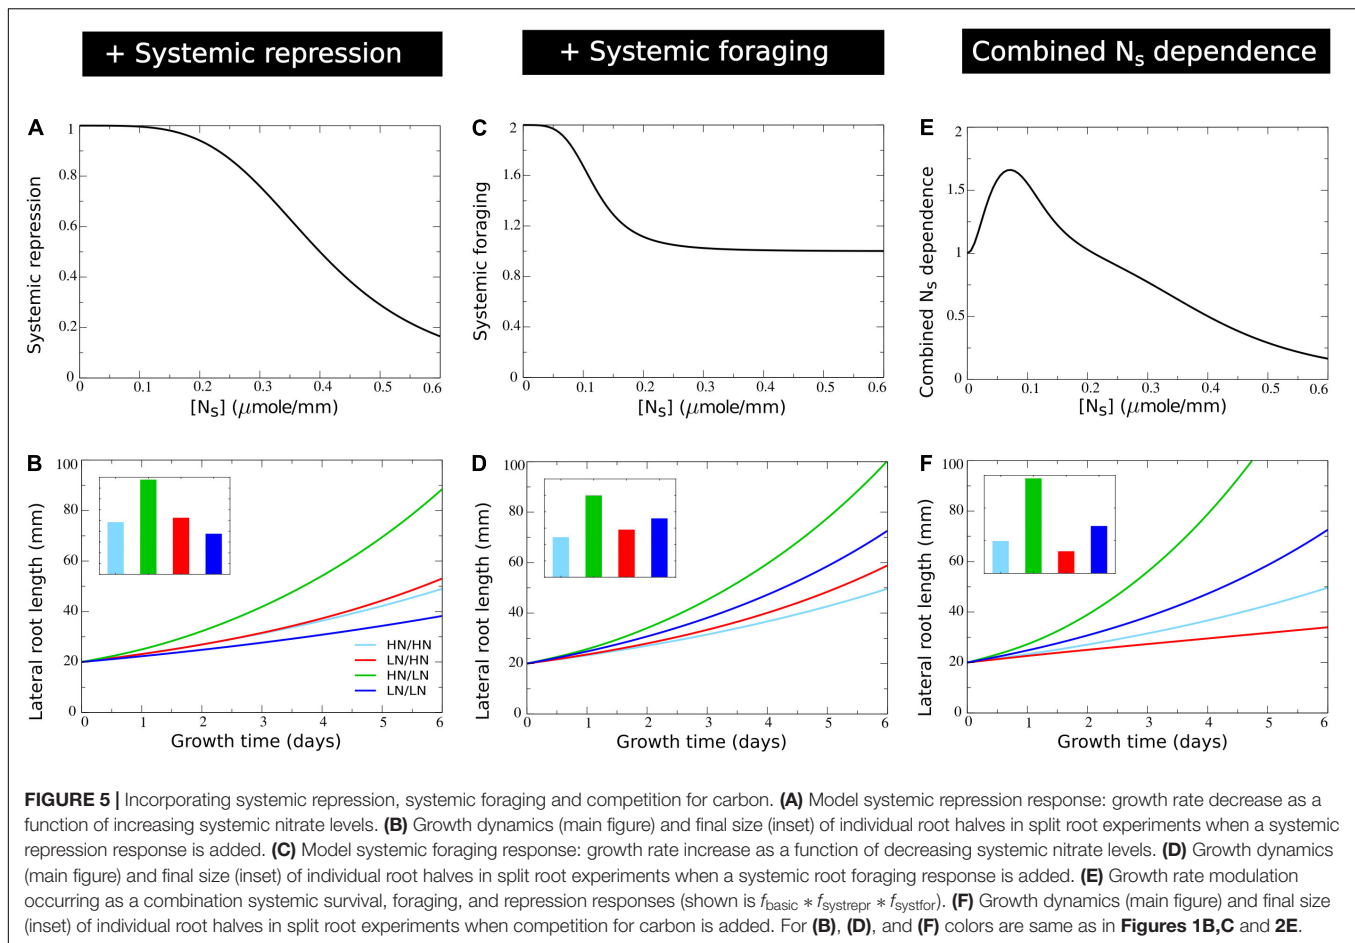 + Systemic repression
+ Systemic foraging
Combined Ns dependence
A
1
0.8
0.6
0.4
0.2
0
0
0.1
0.2
0.3
0.4
0.5
0.6
Systemic repression
[Ns] (μmole/mm)
C
2
1.6
1.2
0.8
0.4
0
0
0.1
0.2
0.3
0.4
0.5
0.6
Systemic foraging
[Ns] (μmole/mm)
E
2
1.5
1
0.5
0
0
0.1
0.2
0.3
0.4
0.5
0.6
Combined Ns dependence
[Ns] (μmole/mm)
B
100
80
60
40
20
0
0
1
2
3
4
5
6
Lateral root length (mm)
Growth time (days)
HN/HN
LN/HN
HN/LN
LN/LN
D
100
80
60
40
20
0
0
1
2
3
4
5
6
Lateral root length (mm)
Growth time (days)
F
100
80
60
40
20
0
0
1
2
3
4
5
6
Lateral root length (mm)
Growth time (days)
FIGURE 5 | Incorporating systemic repression, systemic foraging and competition for carbon. (A) Model systemic repression response: growth rate decrease as a
function of increasing systemic nitrate levels. (B) Growth dynamics (main figure) and final size (inset) of individual root halves in split root experiments when a systemic
repression response is added. (C) Model systemic foraging response: growth rate increase as a function of decreasing systemic nitrate levels. (D) Growth dynamics
(main figure) and final size (inset) of individual root halves in split root experiments when a systemic root foraging response is added. (E) Growth rate modulation
occurring as a combination systemic survival, foraging, and repression responses (shown is fbasic * fsystrepr * fsystfor). (F) Growth dynamics (main figure) and final size
(inset) of individual root halves in split root experiments when competition for carbon is added. For (B), (D), and (F) colors are same as in Figures 1B,C and 2E.